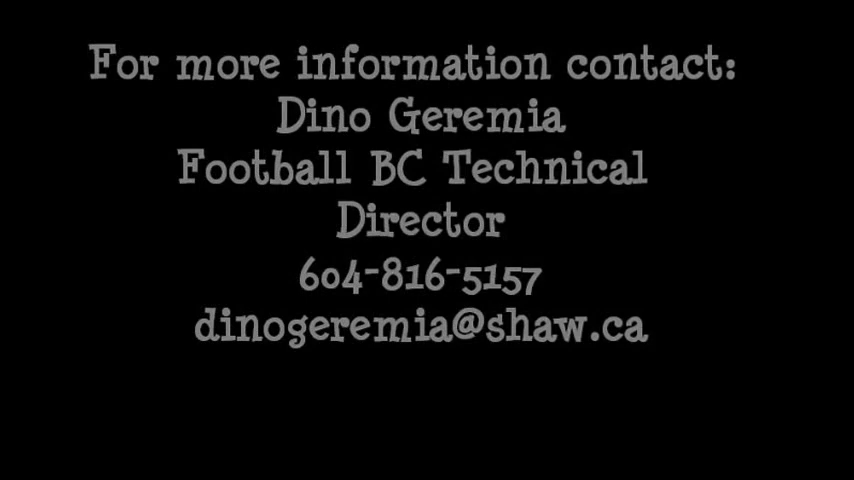 For more information contact:
Dino Geremia
Football BC Technical
Director
604-816-5157
dinogeremia@shaw.ca